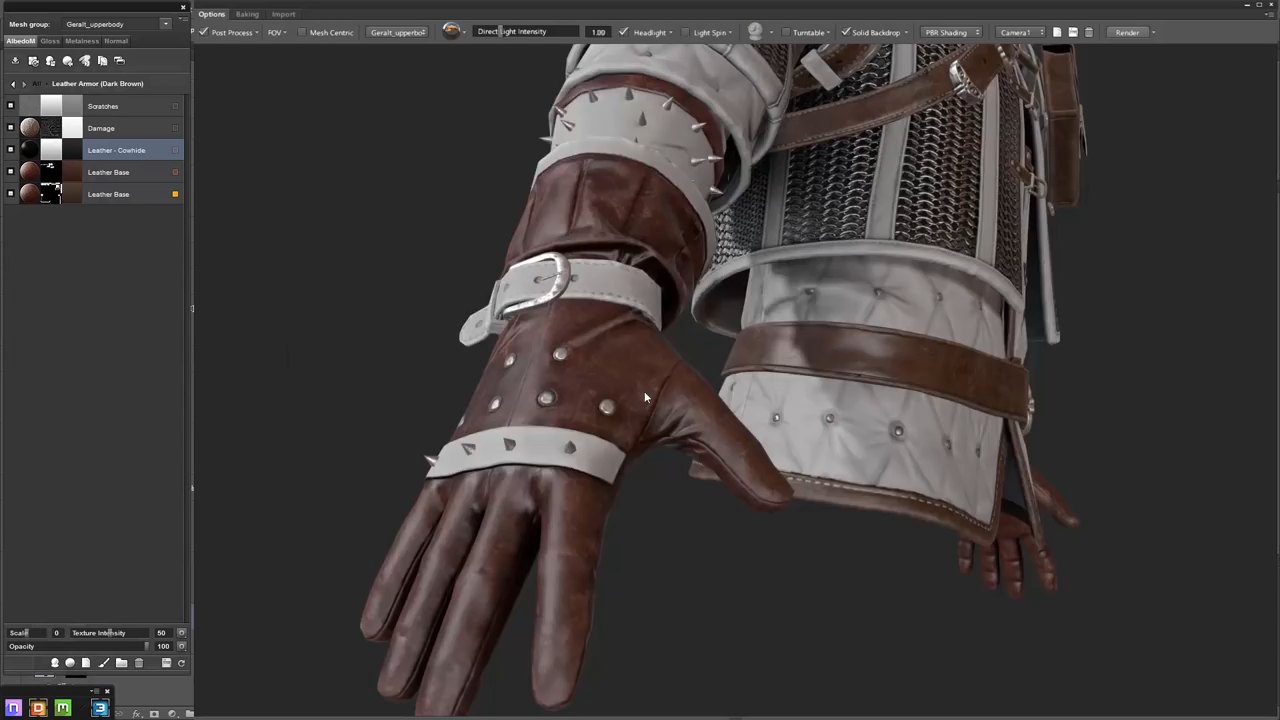 Options Baking Import
Mesh group: Geralt_upperbody
Post Process FOV Mesh Centric Geralt_upperbo Direct Light Intensity 1.00 Headlight Light Spin Turntable Solid Backdrop PBR Shading Camera1 Render
AlbedoM Gloss Metalness Normal
All Leather Armor (Dark Brown)
Scratches
Damage
Leather - Cowhide
Leather Base
Leather Base
Scale 0 Texture Intensity 50
Opacity 100